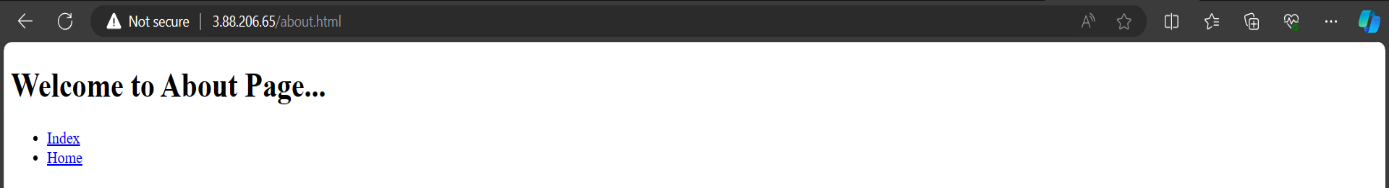 Not secure | 3.88.206.65/about.html
Welcome to About Page...
• Index
• Home